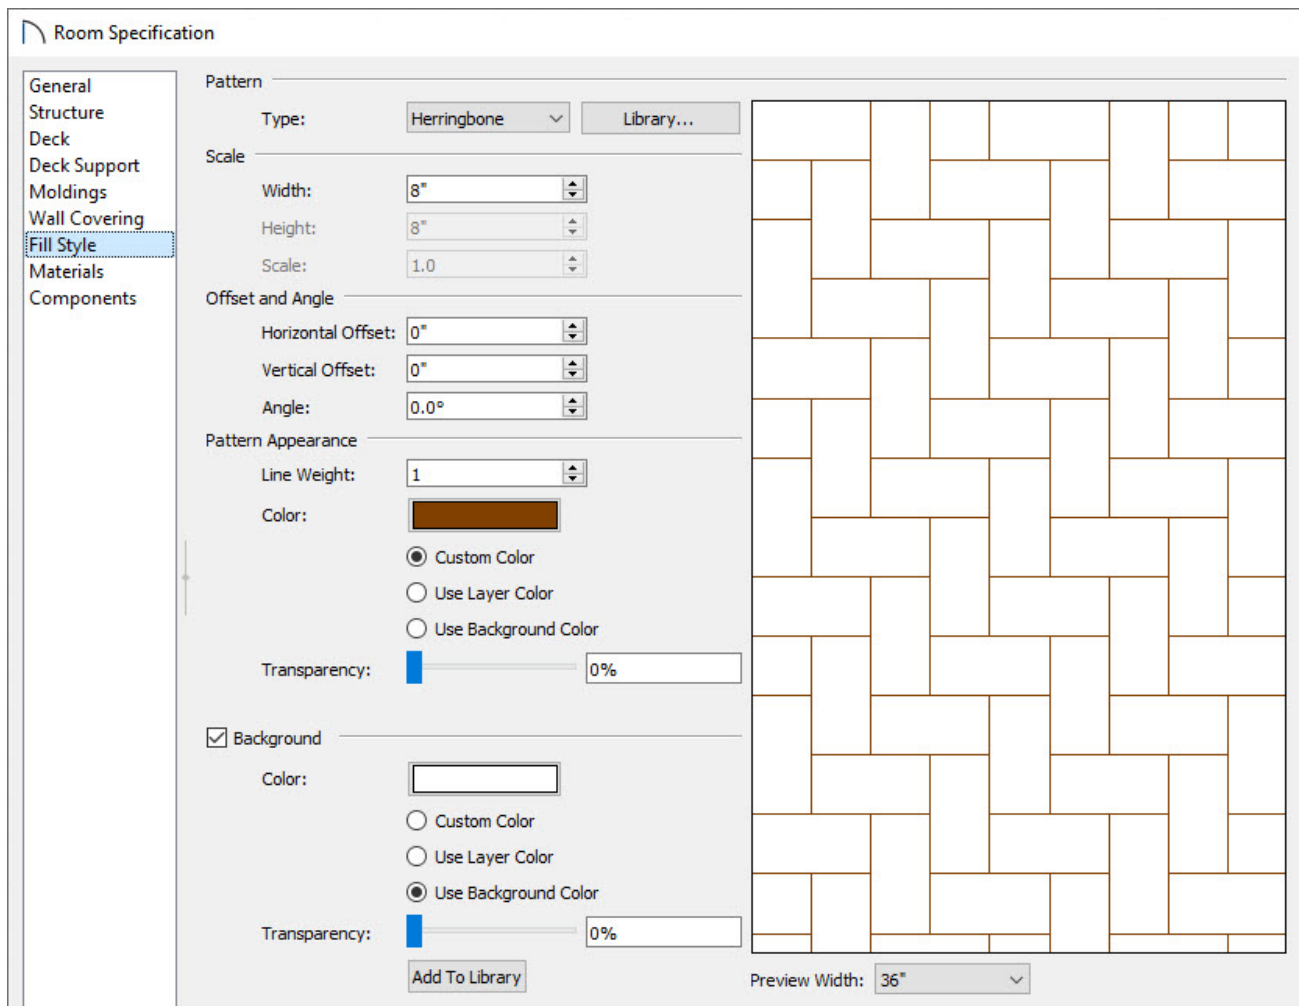 Room Specification
General
Structure
Deck
Deck Support
Moldings
Wall Covering
Fill Style
Materials
Components
Pattern
Type: Herringbone Library...
Scale
Width: 8"
Height: 8"
Scale: 1.0
Offset and Angle
Horizontal Offset: 0"
Vertical Offset: 0"
Angle: 0.0°
Pattern Appearance
Line Weight: 1
Color:
Custom Color
Use Layer Color
Use Background Color
Transparency: 0%
Background
Color:
Custom Color
Use Layer Color
Use Background Color
Transparency: 0%
Add To Library
Preview Width: 36"